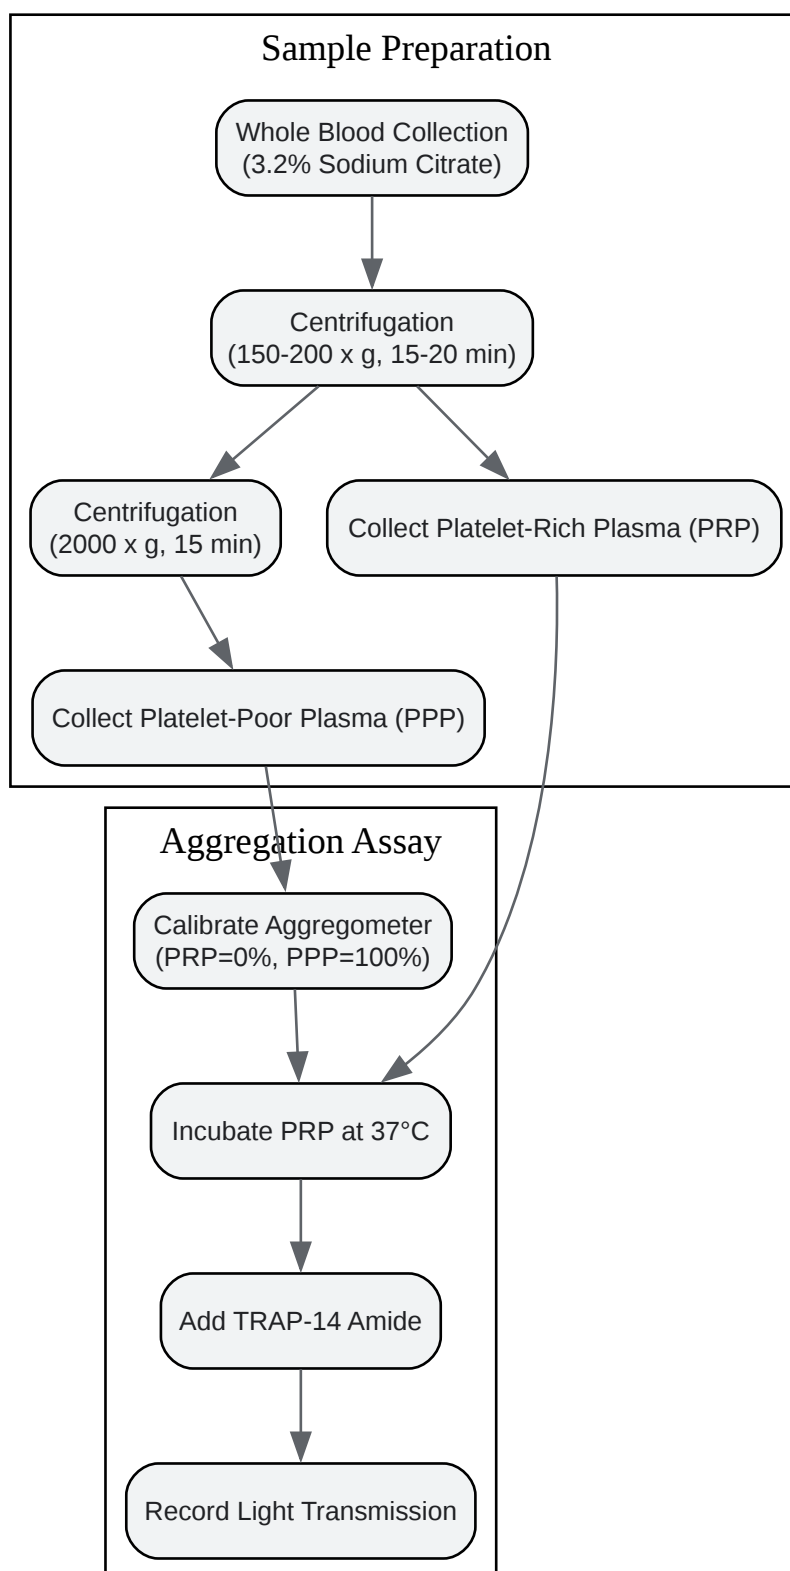 Sample Preparation
Whole Blood Collection
(3.2% Sodium Citrate)
Centrifugation
(150-200 x g, 15-20 min)
Centrifugation
(2000 x g, 15 min)
Collect Platelet-Rich Plasma (PRP)
Collect Platelet-Poor Plasma (PPP)
Aggregation Assay
Calibrate Aggregometer
(PRP=0%, PPP=100%)
Incubate PRP at 37°C
Add TRAP-14 Amide
Record Light Transmission